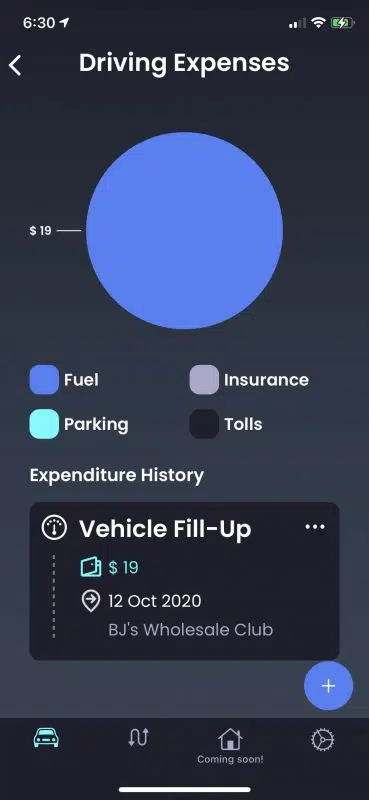 6:30
Driving Expenses
$ 19
Fuel
Insurance
Parking
Tolls
Expenditure History
Vehicle Fill-Up
$ 19
12 Oct 2020
BJ's Wholesale Club
Coming soon!